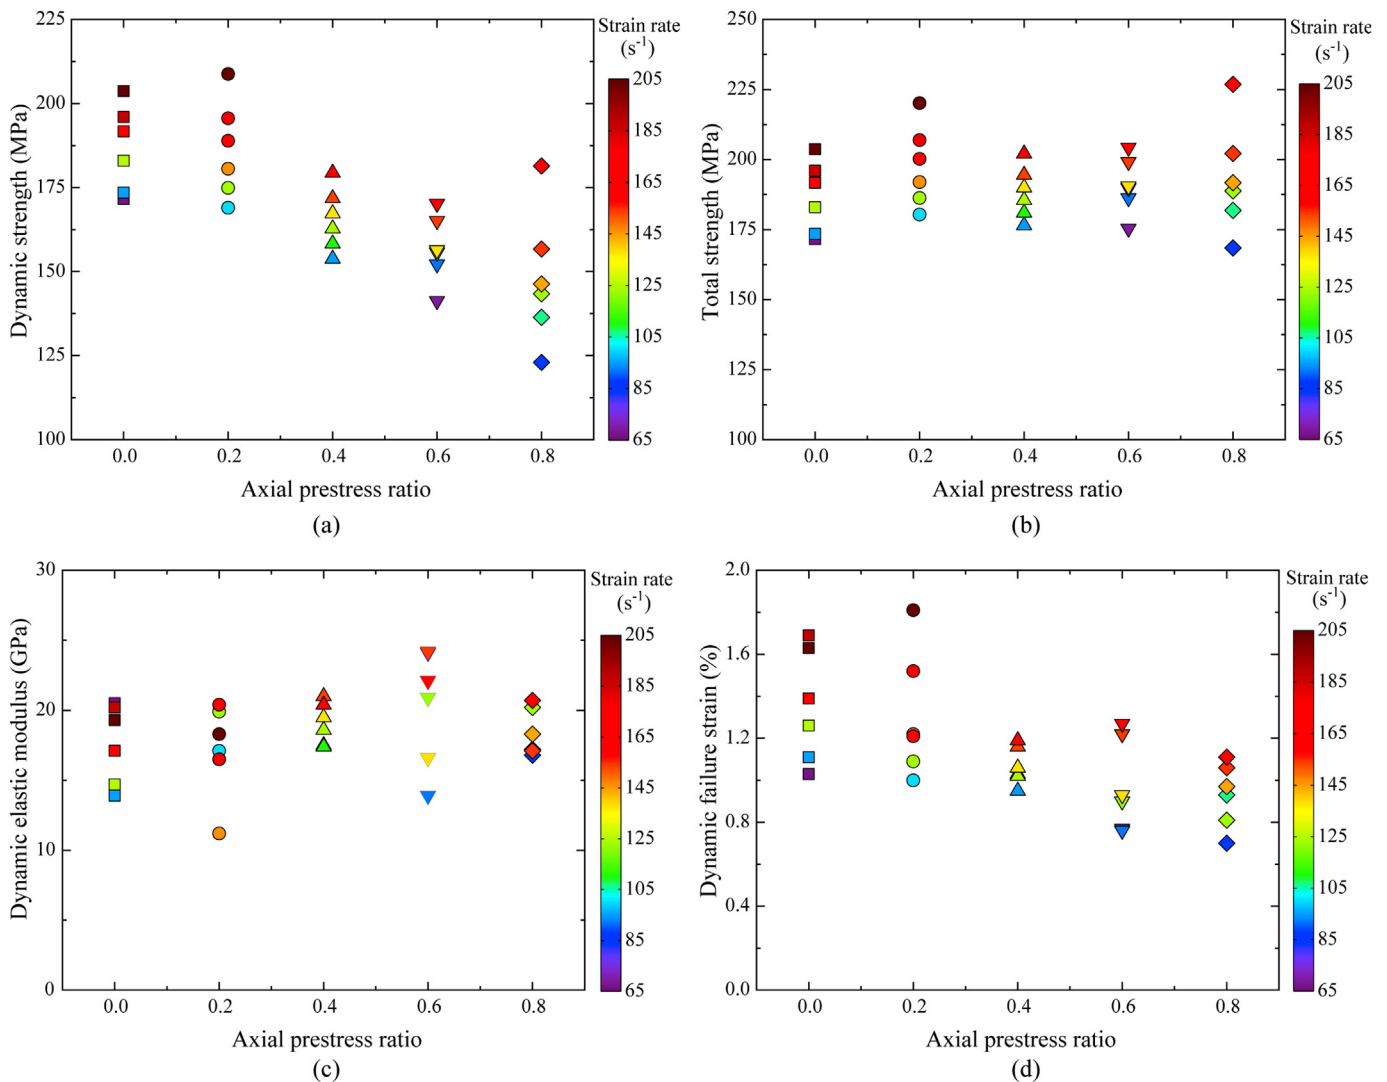 225
200
175
150
125
100
Dynamic strength (MPa)
0.0 0.2 0.4 0.6 0.8
Axial prestress ratio
(a)
Strain rate
(s⁻¹)
205
185
165
145
125
105
85
65
250
225
200
175
150
125
100
Total strength (MPa)
0.0 0.2 0.4 0.6 0.8
Axial prestress ratio
(b)
Strain rate
(s⁻¹)
205
185
165
145
125
105
85
65
30
20
10
0
Dynamic elastic modulus (GPa)
0.0 0.2 0.4 0.6 0.8
Axial prestress ratio
(c)
Strain rate
(s⁻¹)
205
185
165
145
125
105
85
65
2.0
1.6
1.2
0.8
0.4
0.0
Dynamic failure strain (%)
0.0 0.2 0.4 0.6 0.8
Axial prestress ratio
(d)
Strain rate
(s⁻¹)
205
185
165
145
125
105
85
65